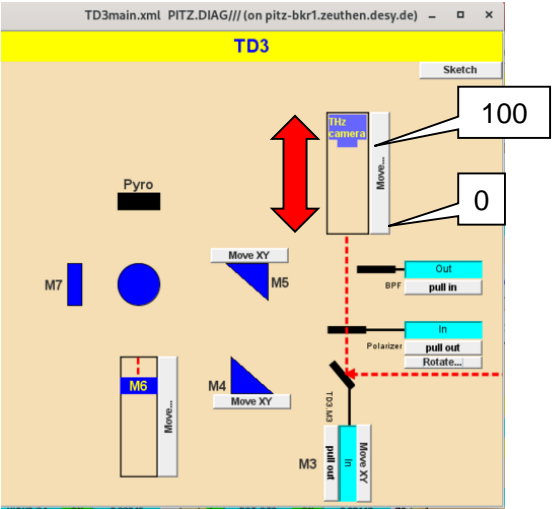 TD3main.xml PITZ.DIAG/// (on pitz-bkr1.zeuthen.desy.de)
TD3
Sketch
THz
camera
100
Move...
0
Pyro
Move XY
M5
M7
Out
BPF
pull in
In
Polarizer
pull out
Rotate...
M6
Move...
M4
Move XY
TD3.M3
M3
pull out
In
Move XY